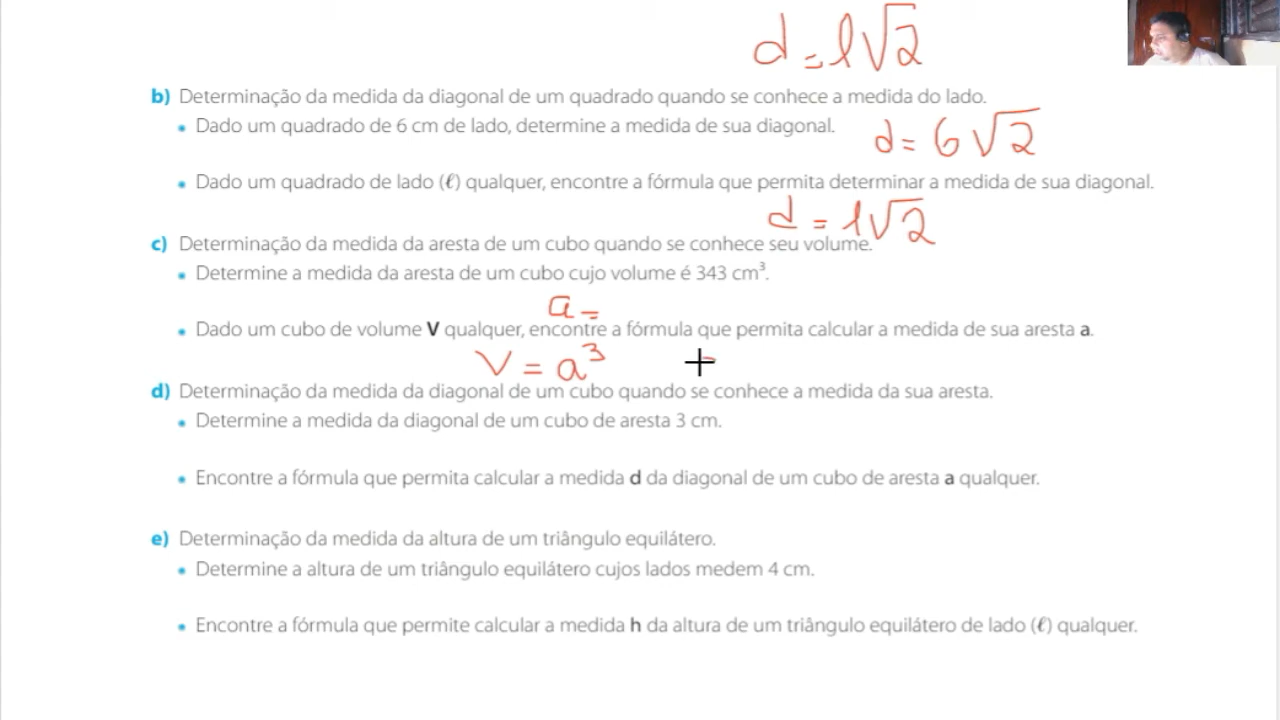 d = l√2
b) Determinação da medida da diagonal de um quadrado quando se conhece a medida do lado.
• Dado um quadrado de 6 cm de lado, determine a medida de sua diagonal.
d = 6√2
• Dado um quadrado de lado (ℓ) qualquer, encontre a fórmula que permita determinar a medida de sua diagonal.
d = l√2
c) Determinação da medida da aresta de um cubo quando se conhece seu volume.
• Determine a medida da aresta de um cubo cujo volume é 343 cm³.
a =
• Dado um cubo de volume V qualquer, encontre a fórmula que permita calcular a medida de sua aresta a.
V = a³
d) Determinação da medida da diagonal de um cubo quando se conhece a medida da sua aresta.
• Determine a medida da diagonal de um cubo de aresta 3 cm.
• Encontre a fórmula que permita calcular a medida d da diagonal de um cubo de aresta a qualquer.
e) Determinação da medida da altura de um triângulo equilátero.
• Determine a altura de um triângulo equilátero cujos lados medem 4 cm.
• Encontre a fórmula que permite calcular a medida h da altura de um triângulo equilátero de lado (ℓ) qualquer.